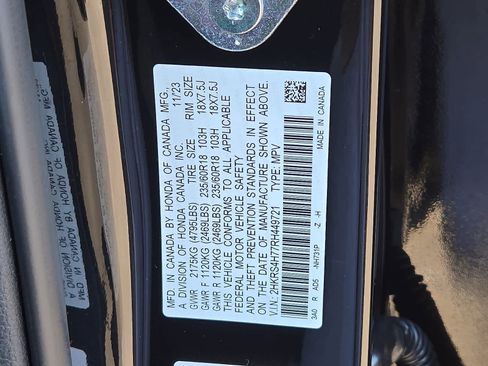 MFD. IN CANADA BY HONDA OF CANADA MFG.,
A DIVISION OF HONDA CANADA INC. 11/23
GVWR 2175KG (4795LBS) TIRE SIZE RIM SIZE
GAWR F 1120KG (2469LBS) 235/60R18 103H 18X7.5J
GAWR R 1120KG (2469LBS) 235/60R18 103H 18X7.5J
THIS VEHICLE CONFORMS TO ALL APPLICABLE
FEDERAL MOTOR VEHICLE SAFETY
AND THEFT PREVENTION STANDARDS IN EFFECT
ON THE DATE OF MANUFACTURE SHOWN ABOVE.
V.I.N.: 2HKRS4H77RH449721 TYPE: MPV
3A0 R AD5 -NH731P -Z -H MADE IN CANADA